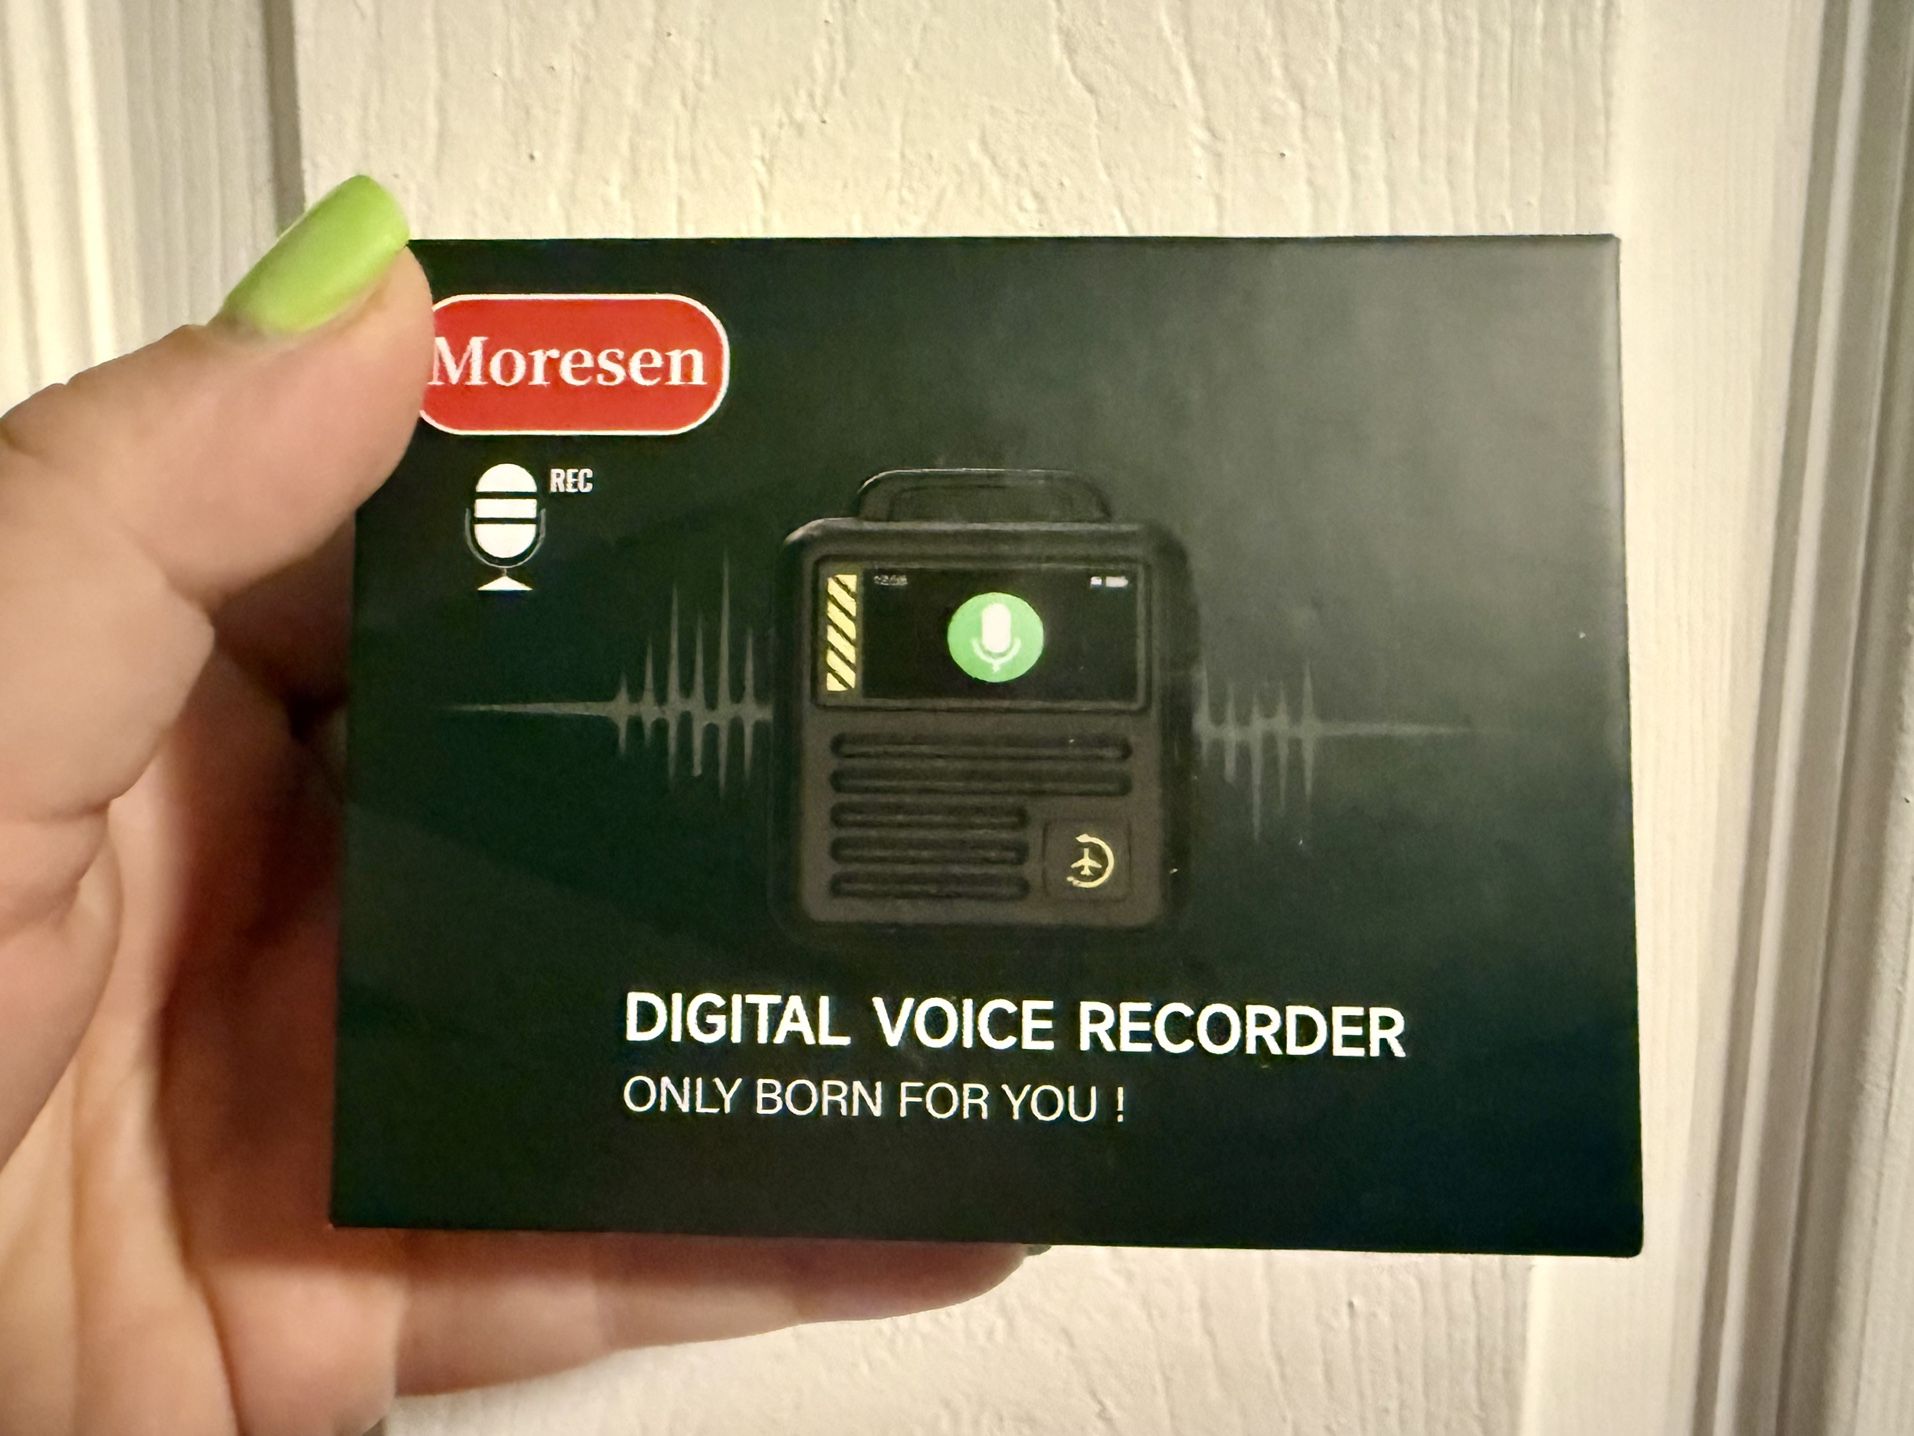 Moresen
REC
DIGITAL VOICE RECORDER
ONLY BORN FOR YOU !